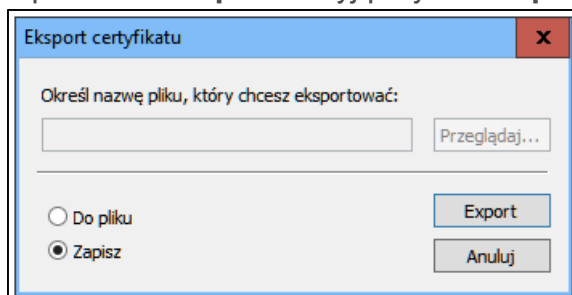 Eksport certyfikatu
x
Określ nazwę pliku, który chcesz eksportować:
Przeglądaj...
Do pliku
Export
Zapisz
Anuluj